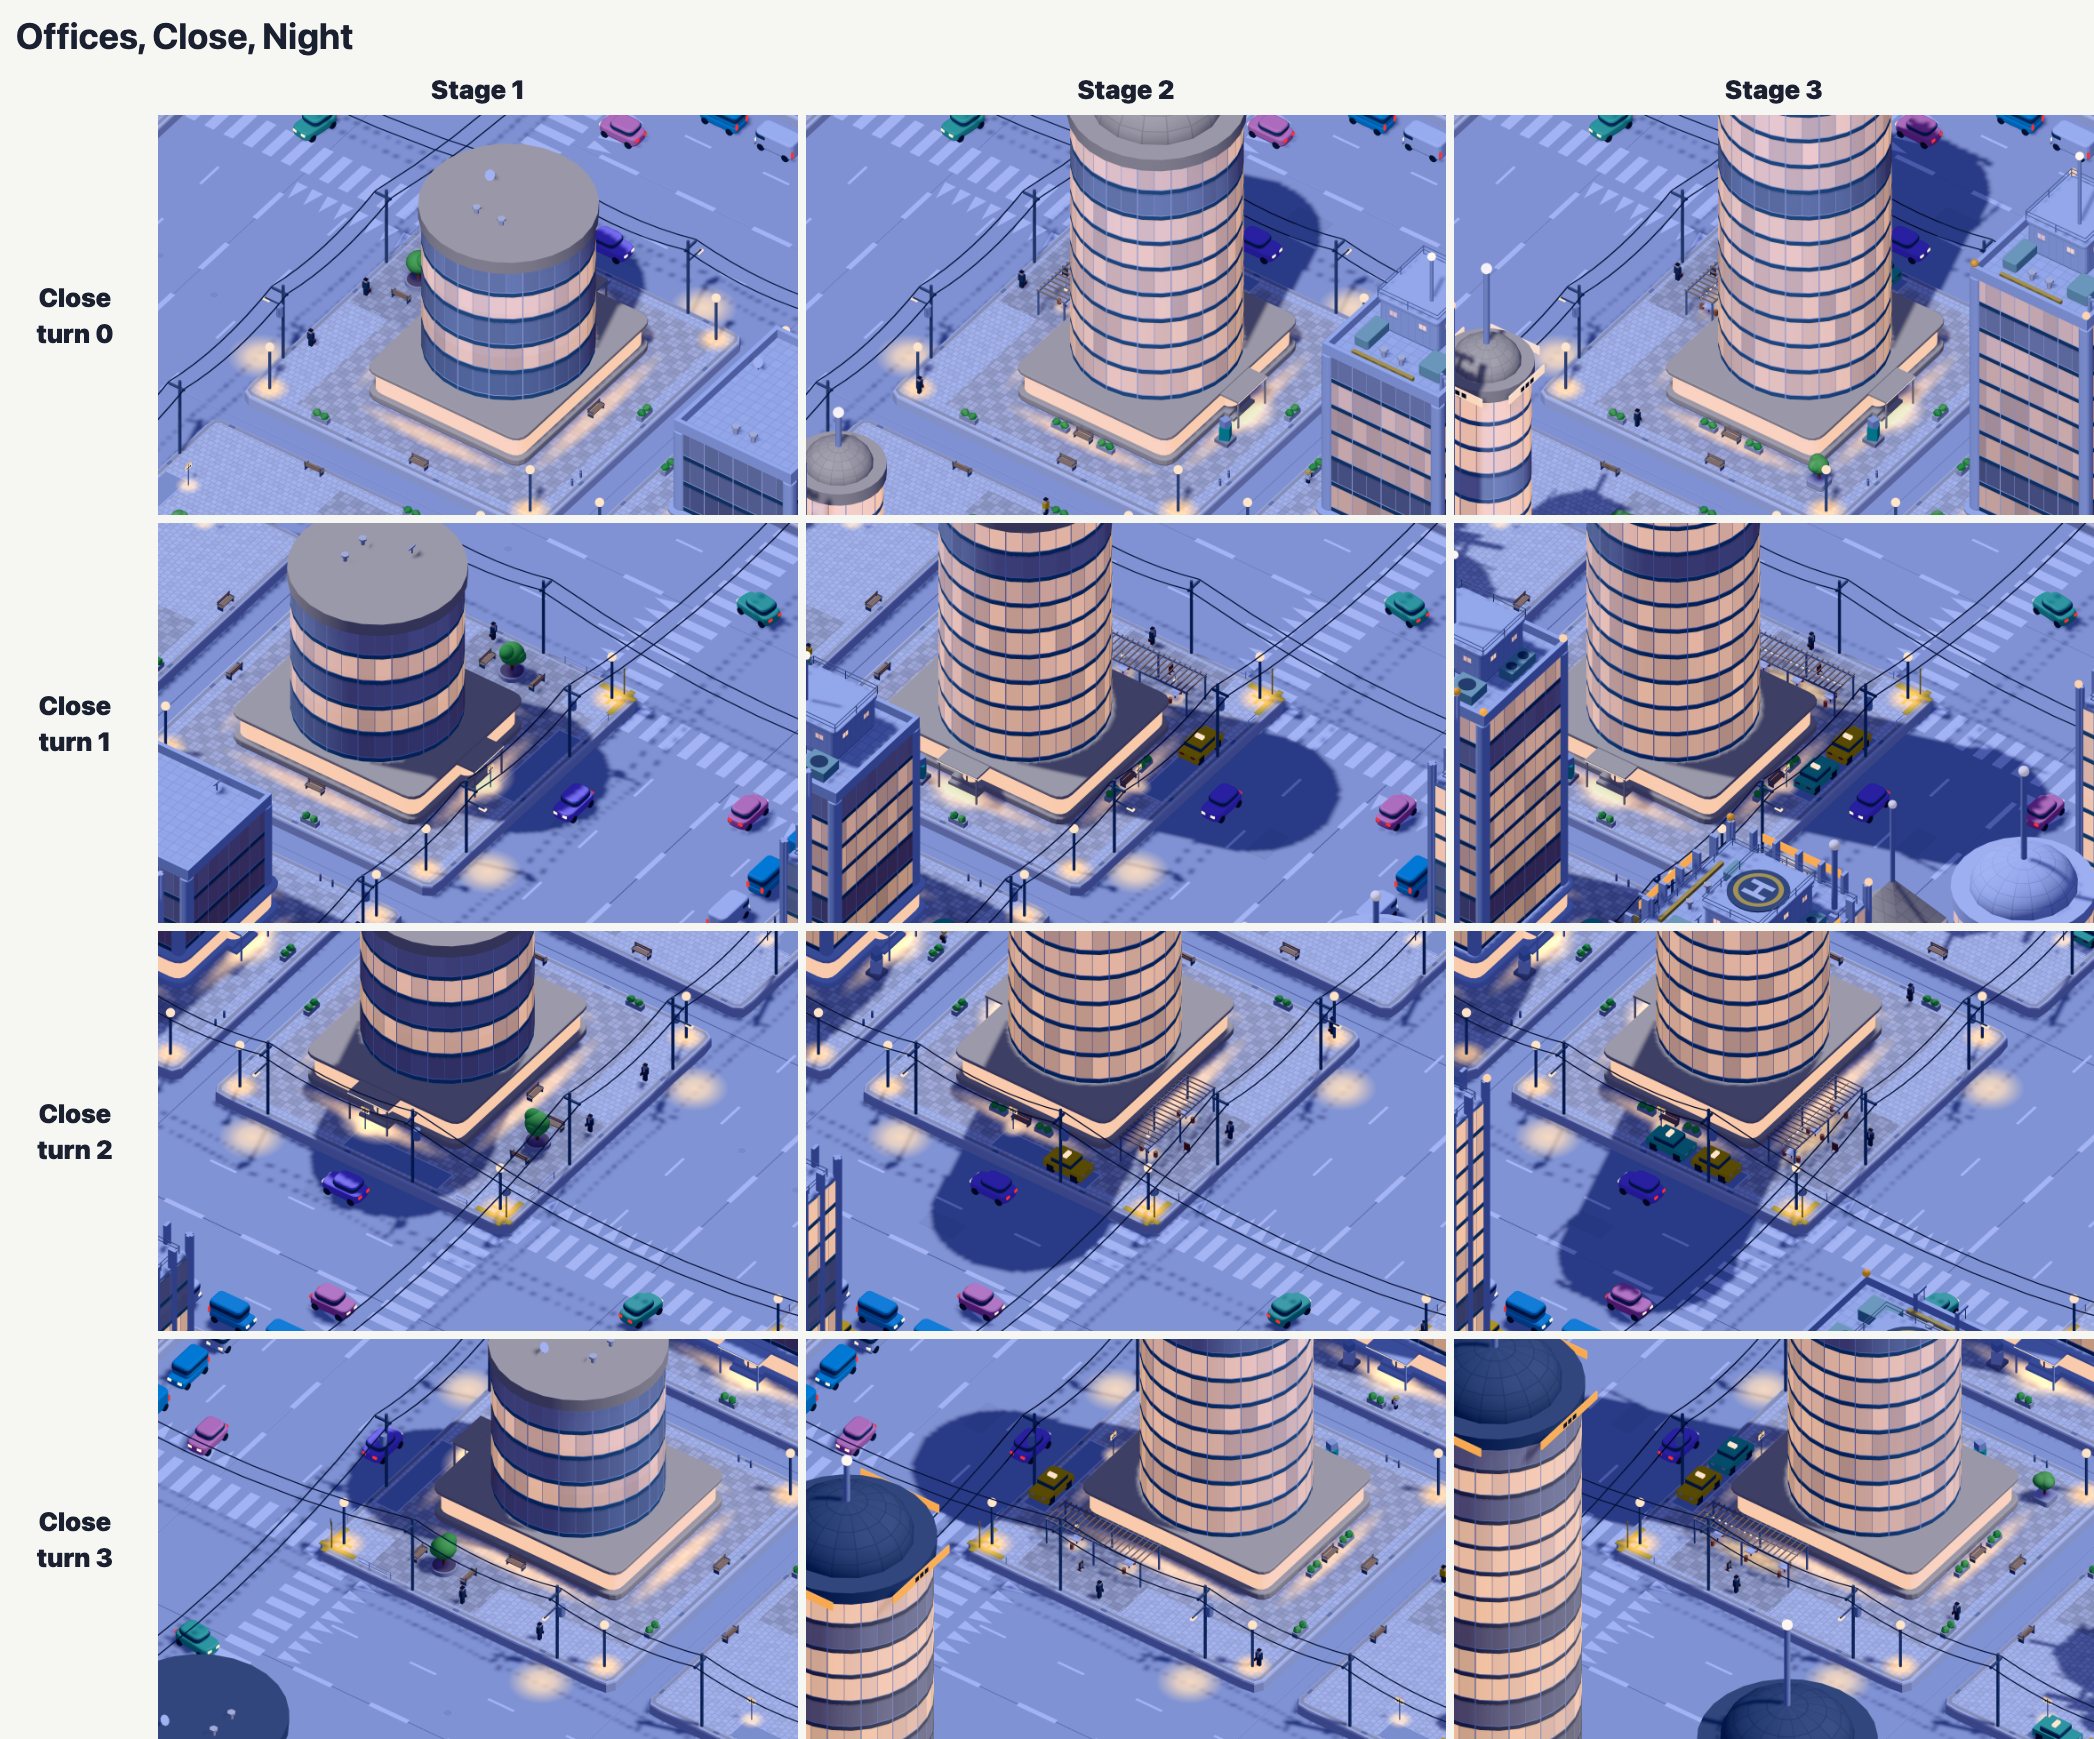 Offices, Close, Night
Stage 1
Stage 2
Stage 3
Close
turn 0
Close
turn 1
H
Close
turn 2
Close
turn 3